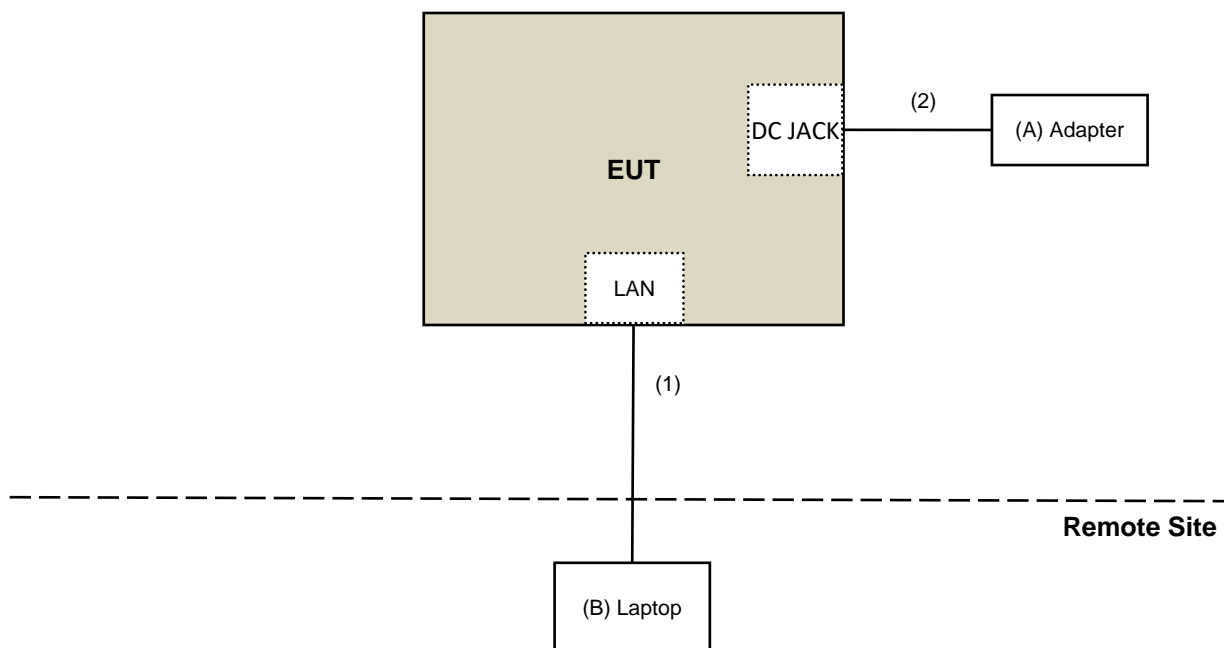 (2)
DC JACK
(A) Adapter
EUT
LAN
(1)
Remote Site
(B) Laptop